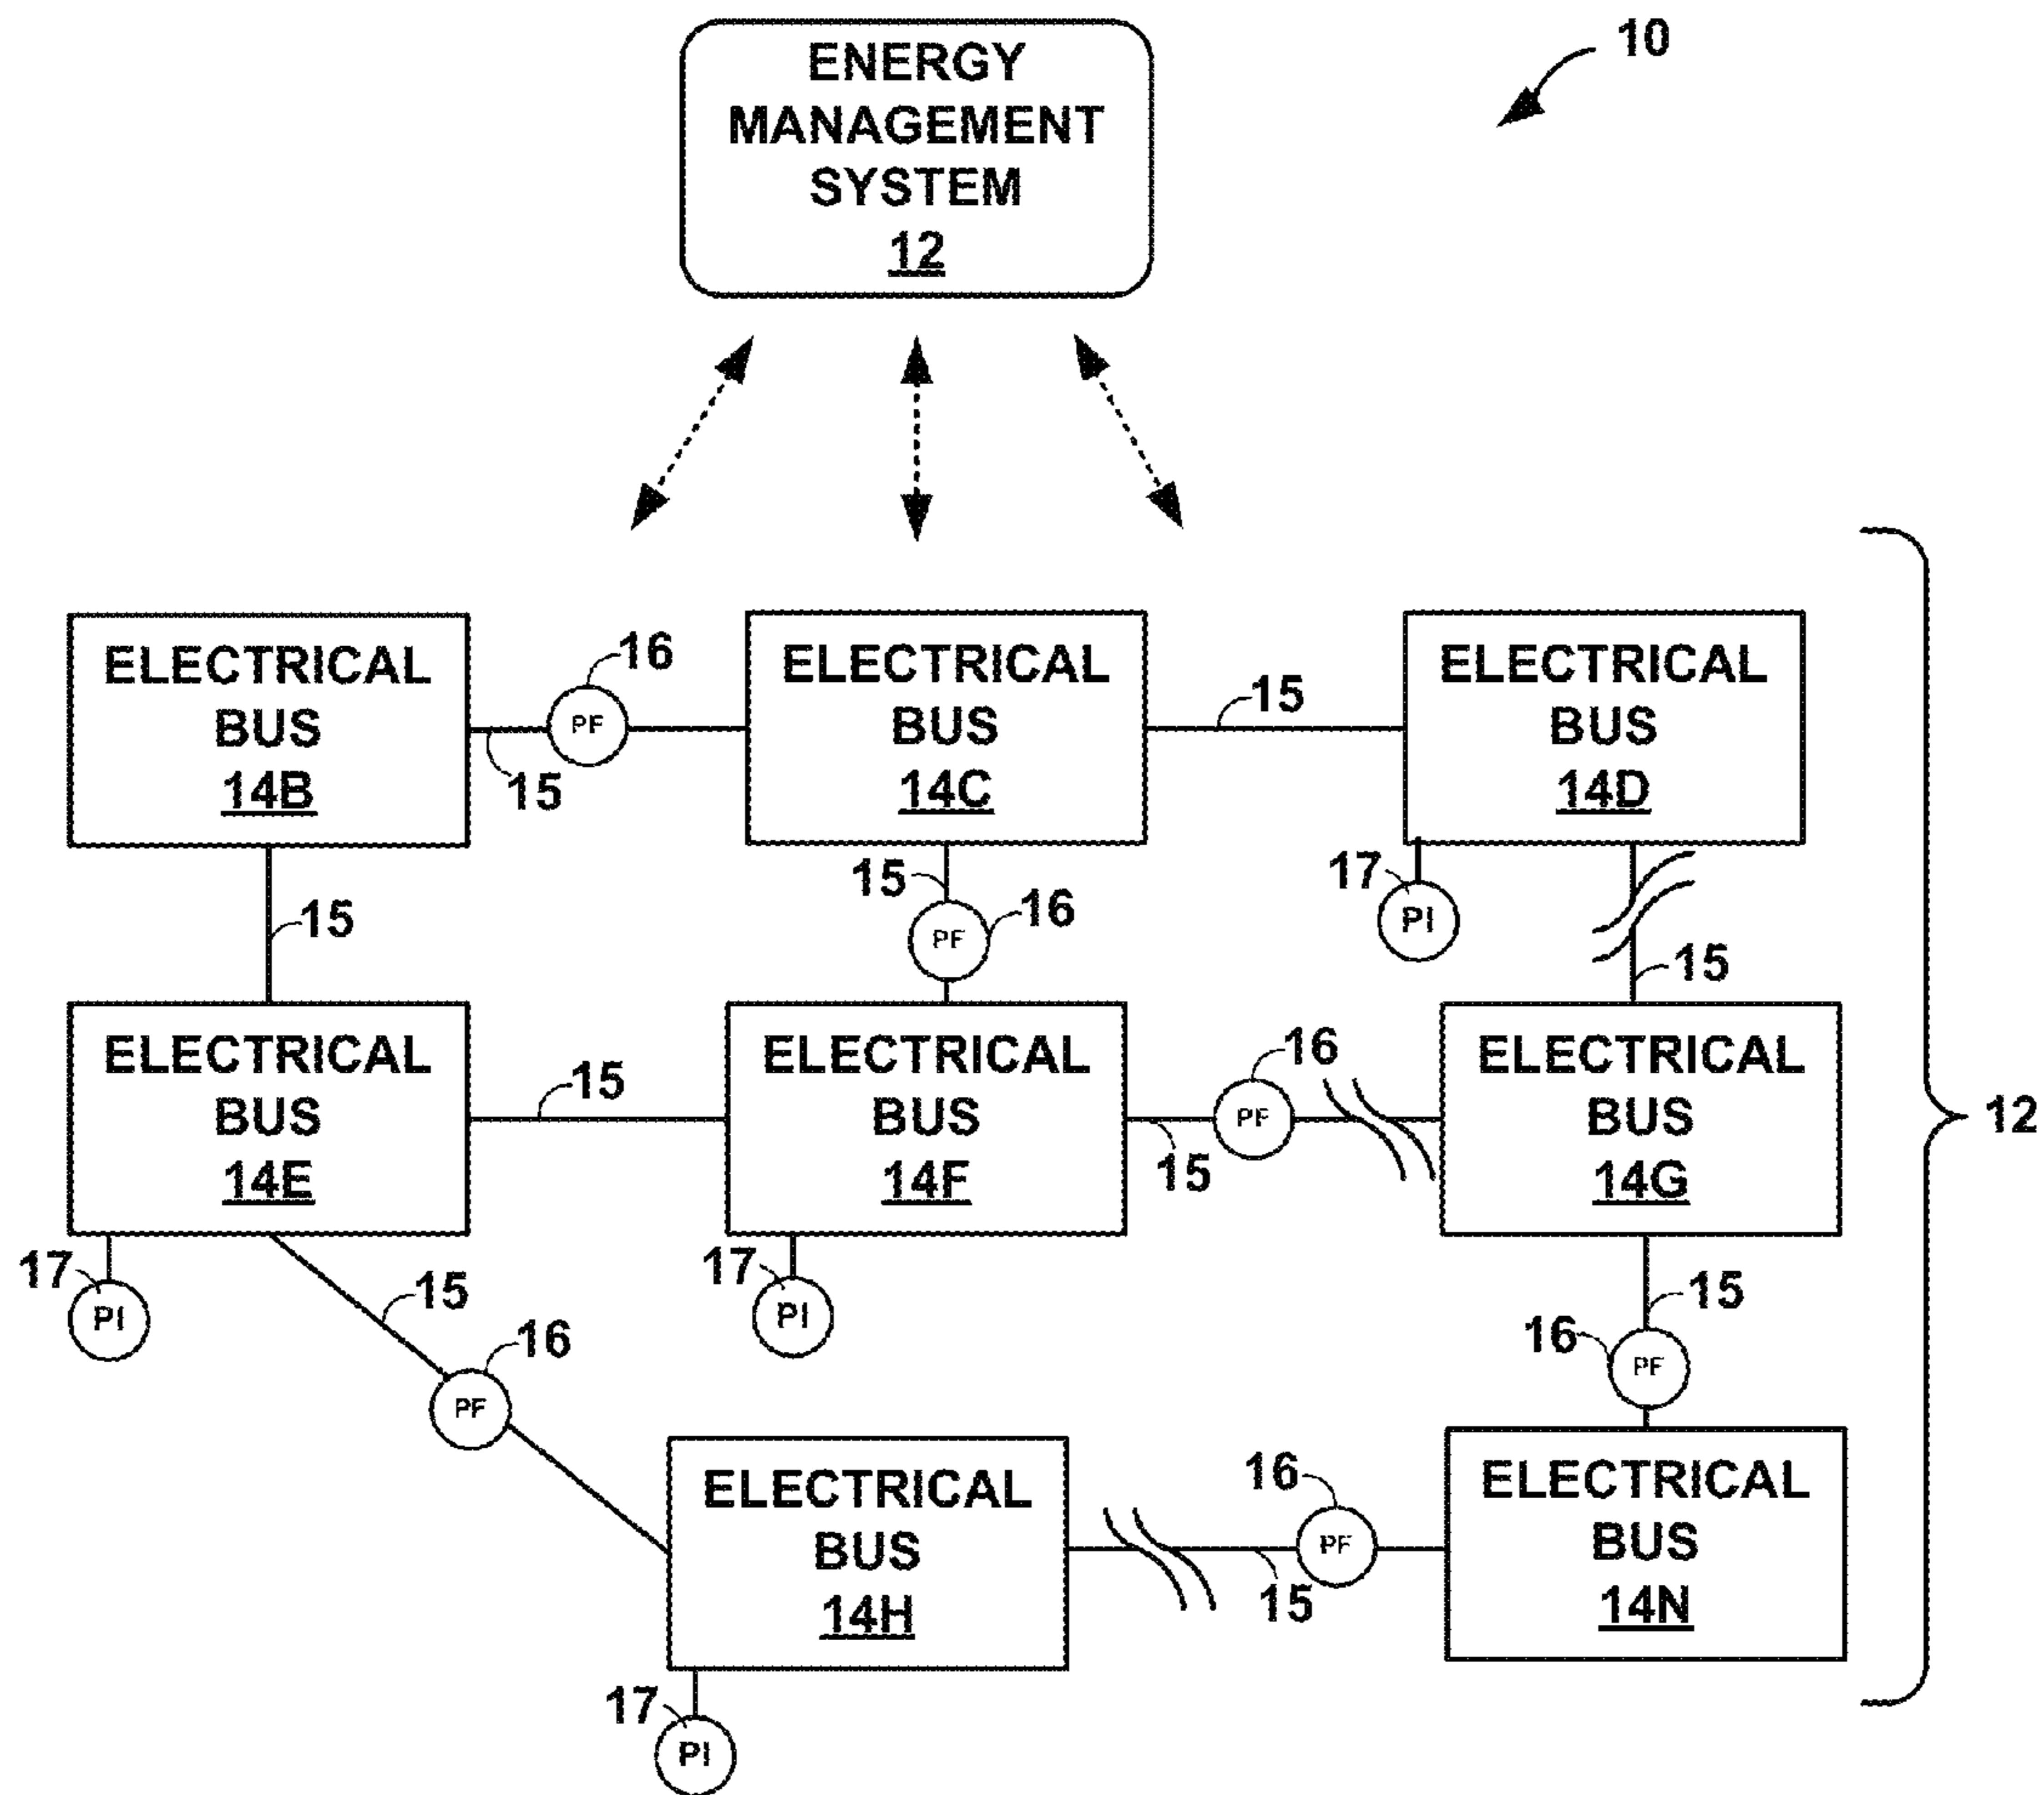 10
ENERGY
MANAGEMENT
SYSTEM
12
ELECTRICAL
BUS
14B
15
16
PF
ELECTRICAL
BUS
14C
15
ELECTRICAL
BUS
14D
15
15
16
PF
17
PI
15
12
ELECTRICAL
BUS
14E
15
ELECTRICAL
BUS
14F
15
16
PF
ELECTRICAL
BUS
14G
17
PI
15
16
PF
17
PI
15
16
PF
ELECTRICAL
BUS
14H
15
16
PF
ELECTRICAL
BUS
14N
17
PI